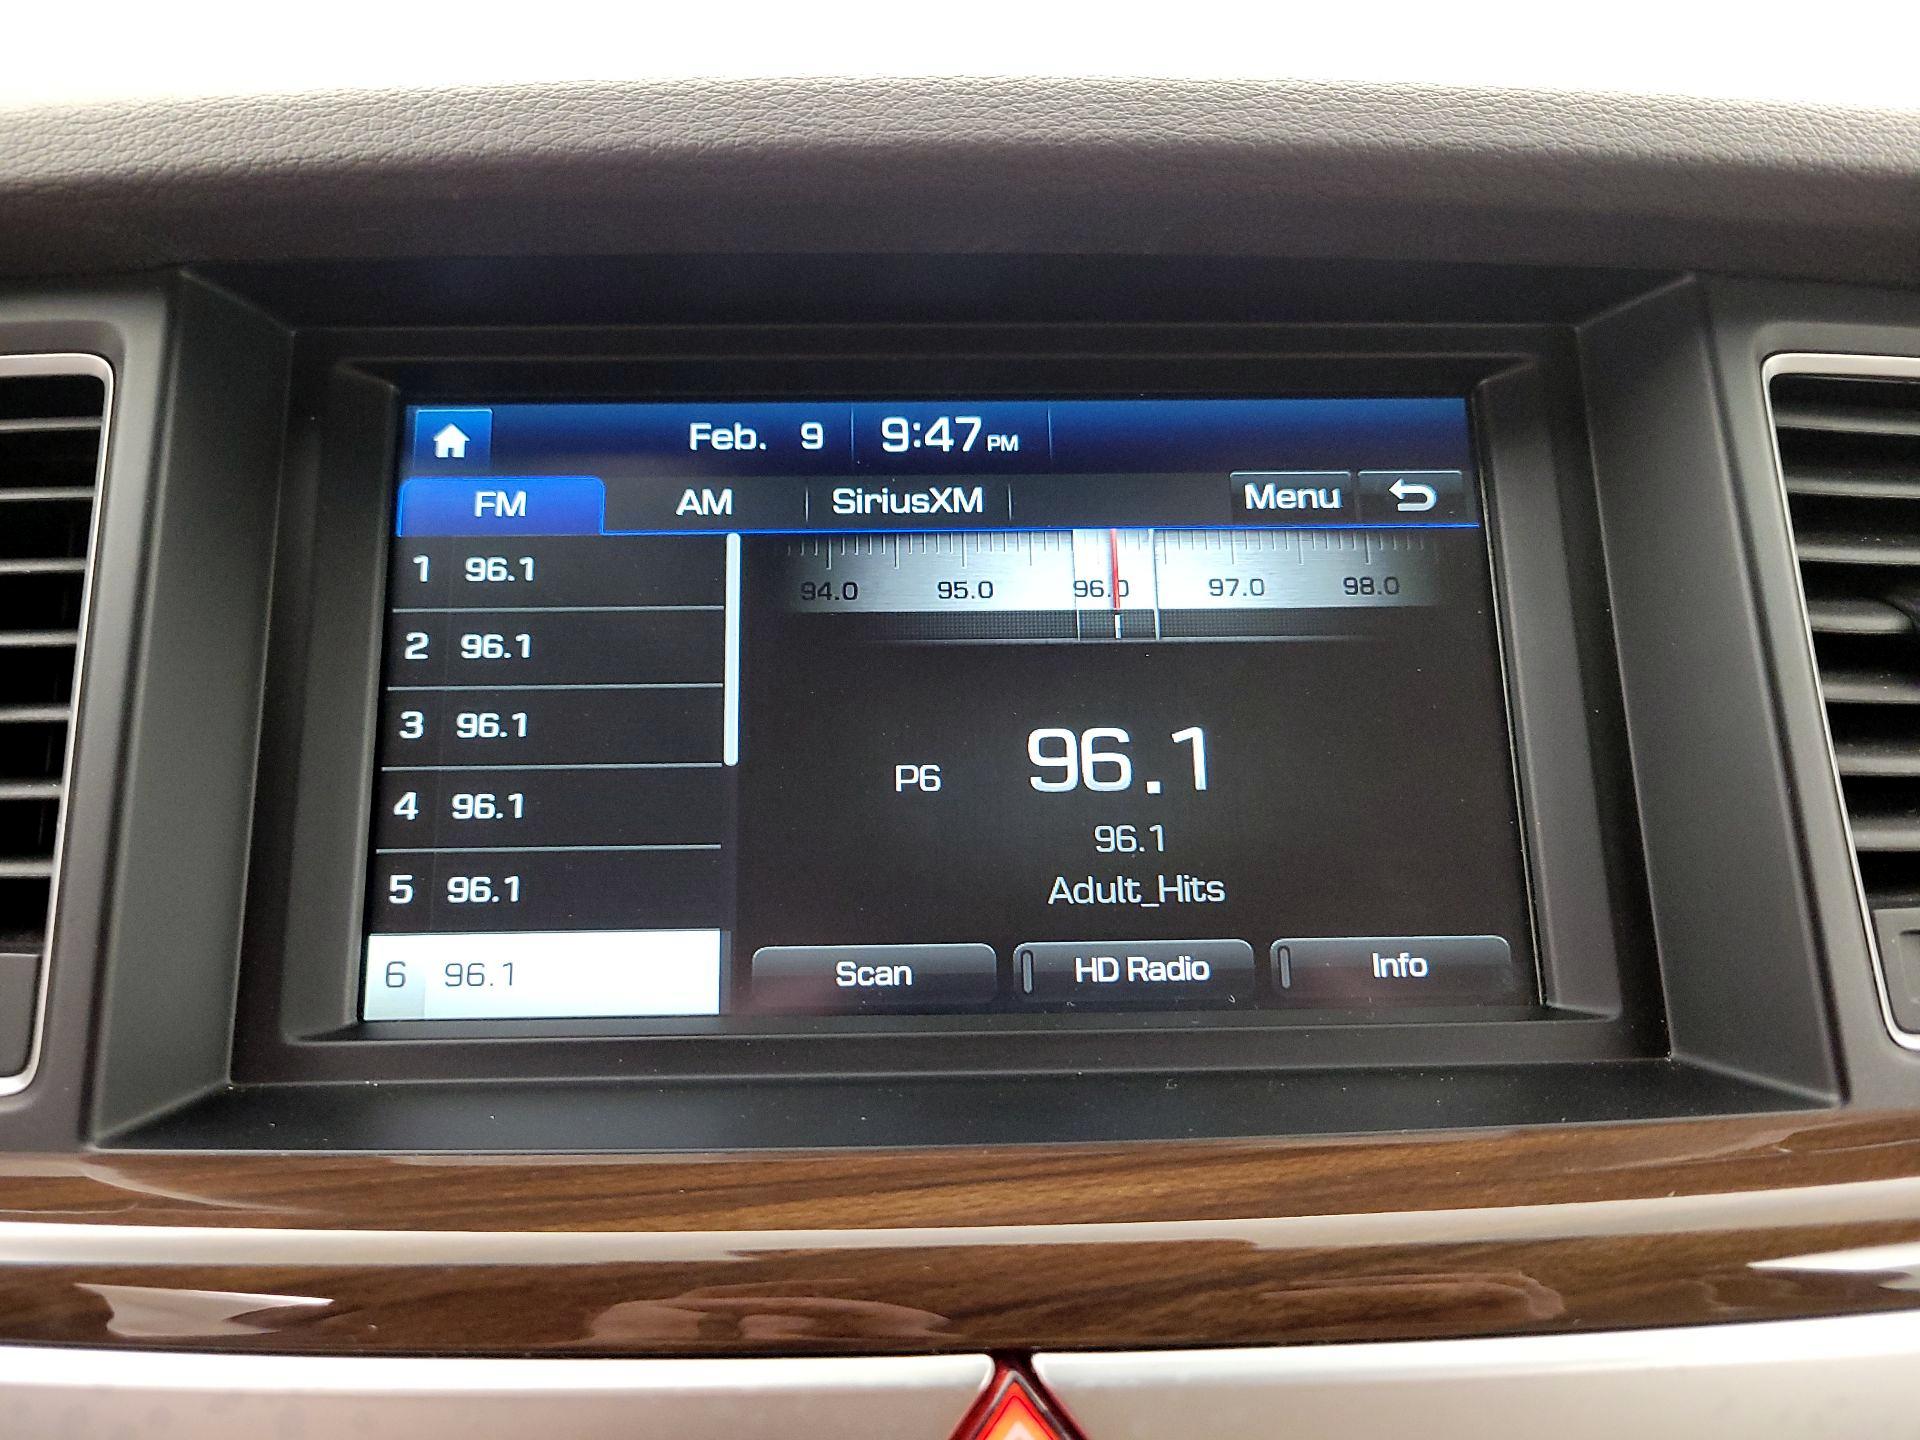 Feb. 9 9:47 PM
FM AM SiriusXM Menu
1 96.1
2 96.1
3 96.1
4 96.1
5 96.1
6 96.1
94.0 95.0 96.0 97.0 98.0
P6 96.1
96.1
Adult_Hits
Scan HD Radio Info